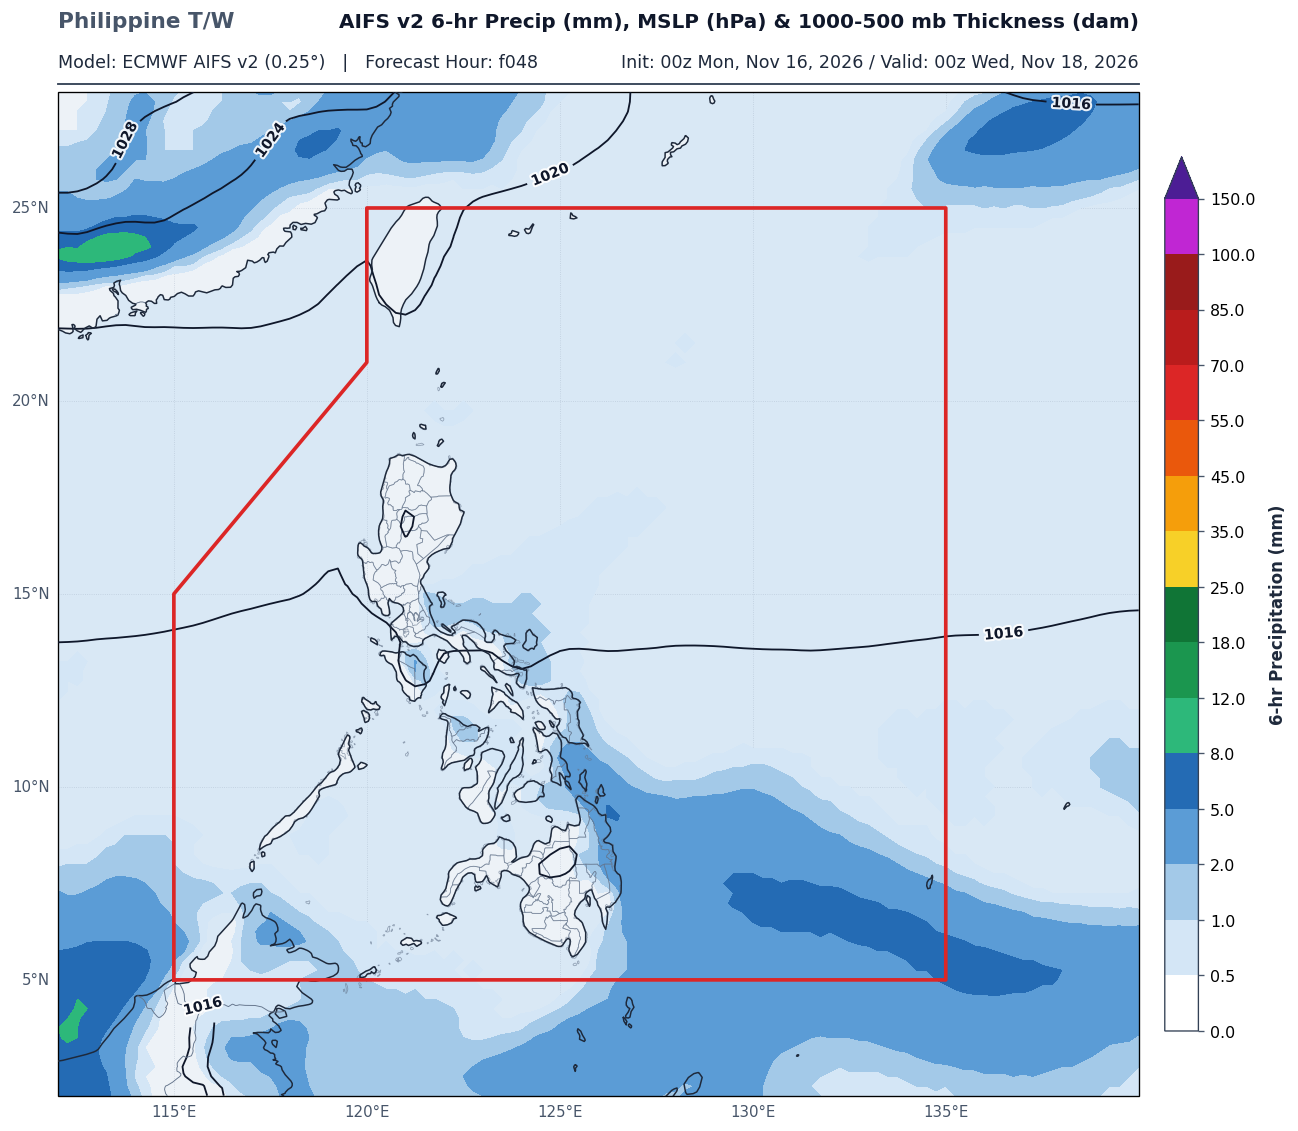 Philippine T/W
AIFS v2 6-hr Precip (mm), MSLP (hPa) & 1000-500 mb Thickness (dam)
Model: ECMWF AIFS v2 (0.25°) | Forecast Hour: f048
Init: 00z Mon, Nov 16, 2026 / Valid: 00z Wed, Nov 18, 2026
1028
1024
1020
1016
1016
1016
25°N
20°N
15°N
10°N
5°N
115°E
120°E
125°E
130°E
135°E
150.0
100.0
85.0
70.0
55.0
45.0
35.0
25.0
18.0
12.0
8.0
5.0
2.0
1.0
0.5
0.0
6-hr Precipitation (mm)